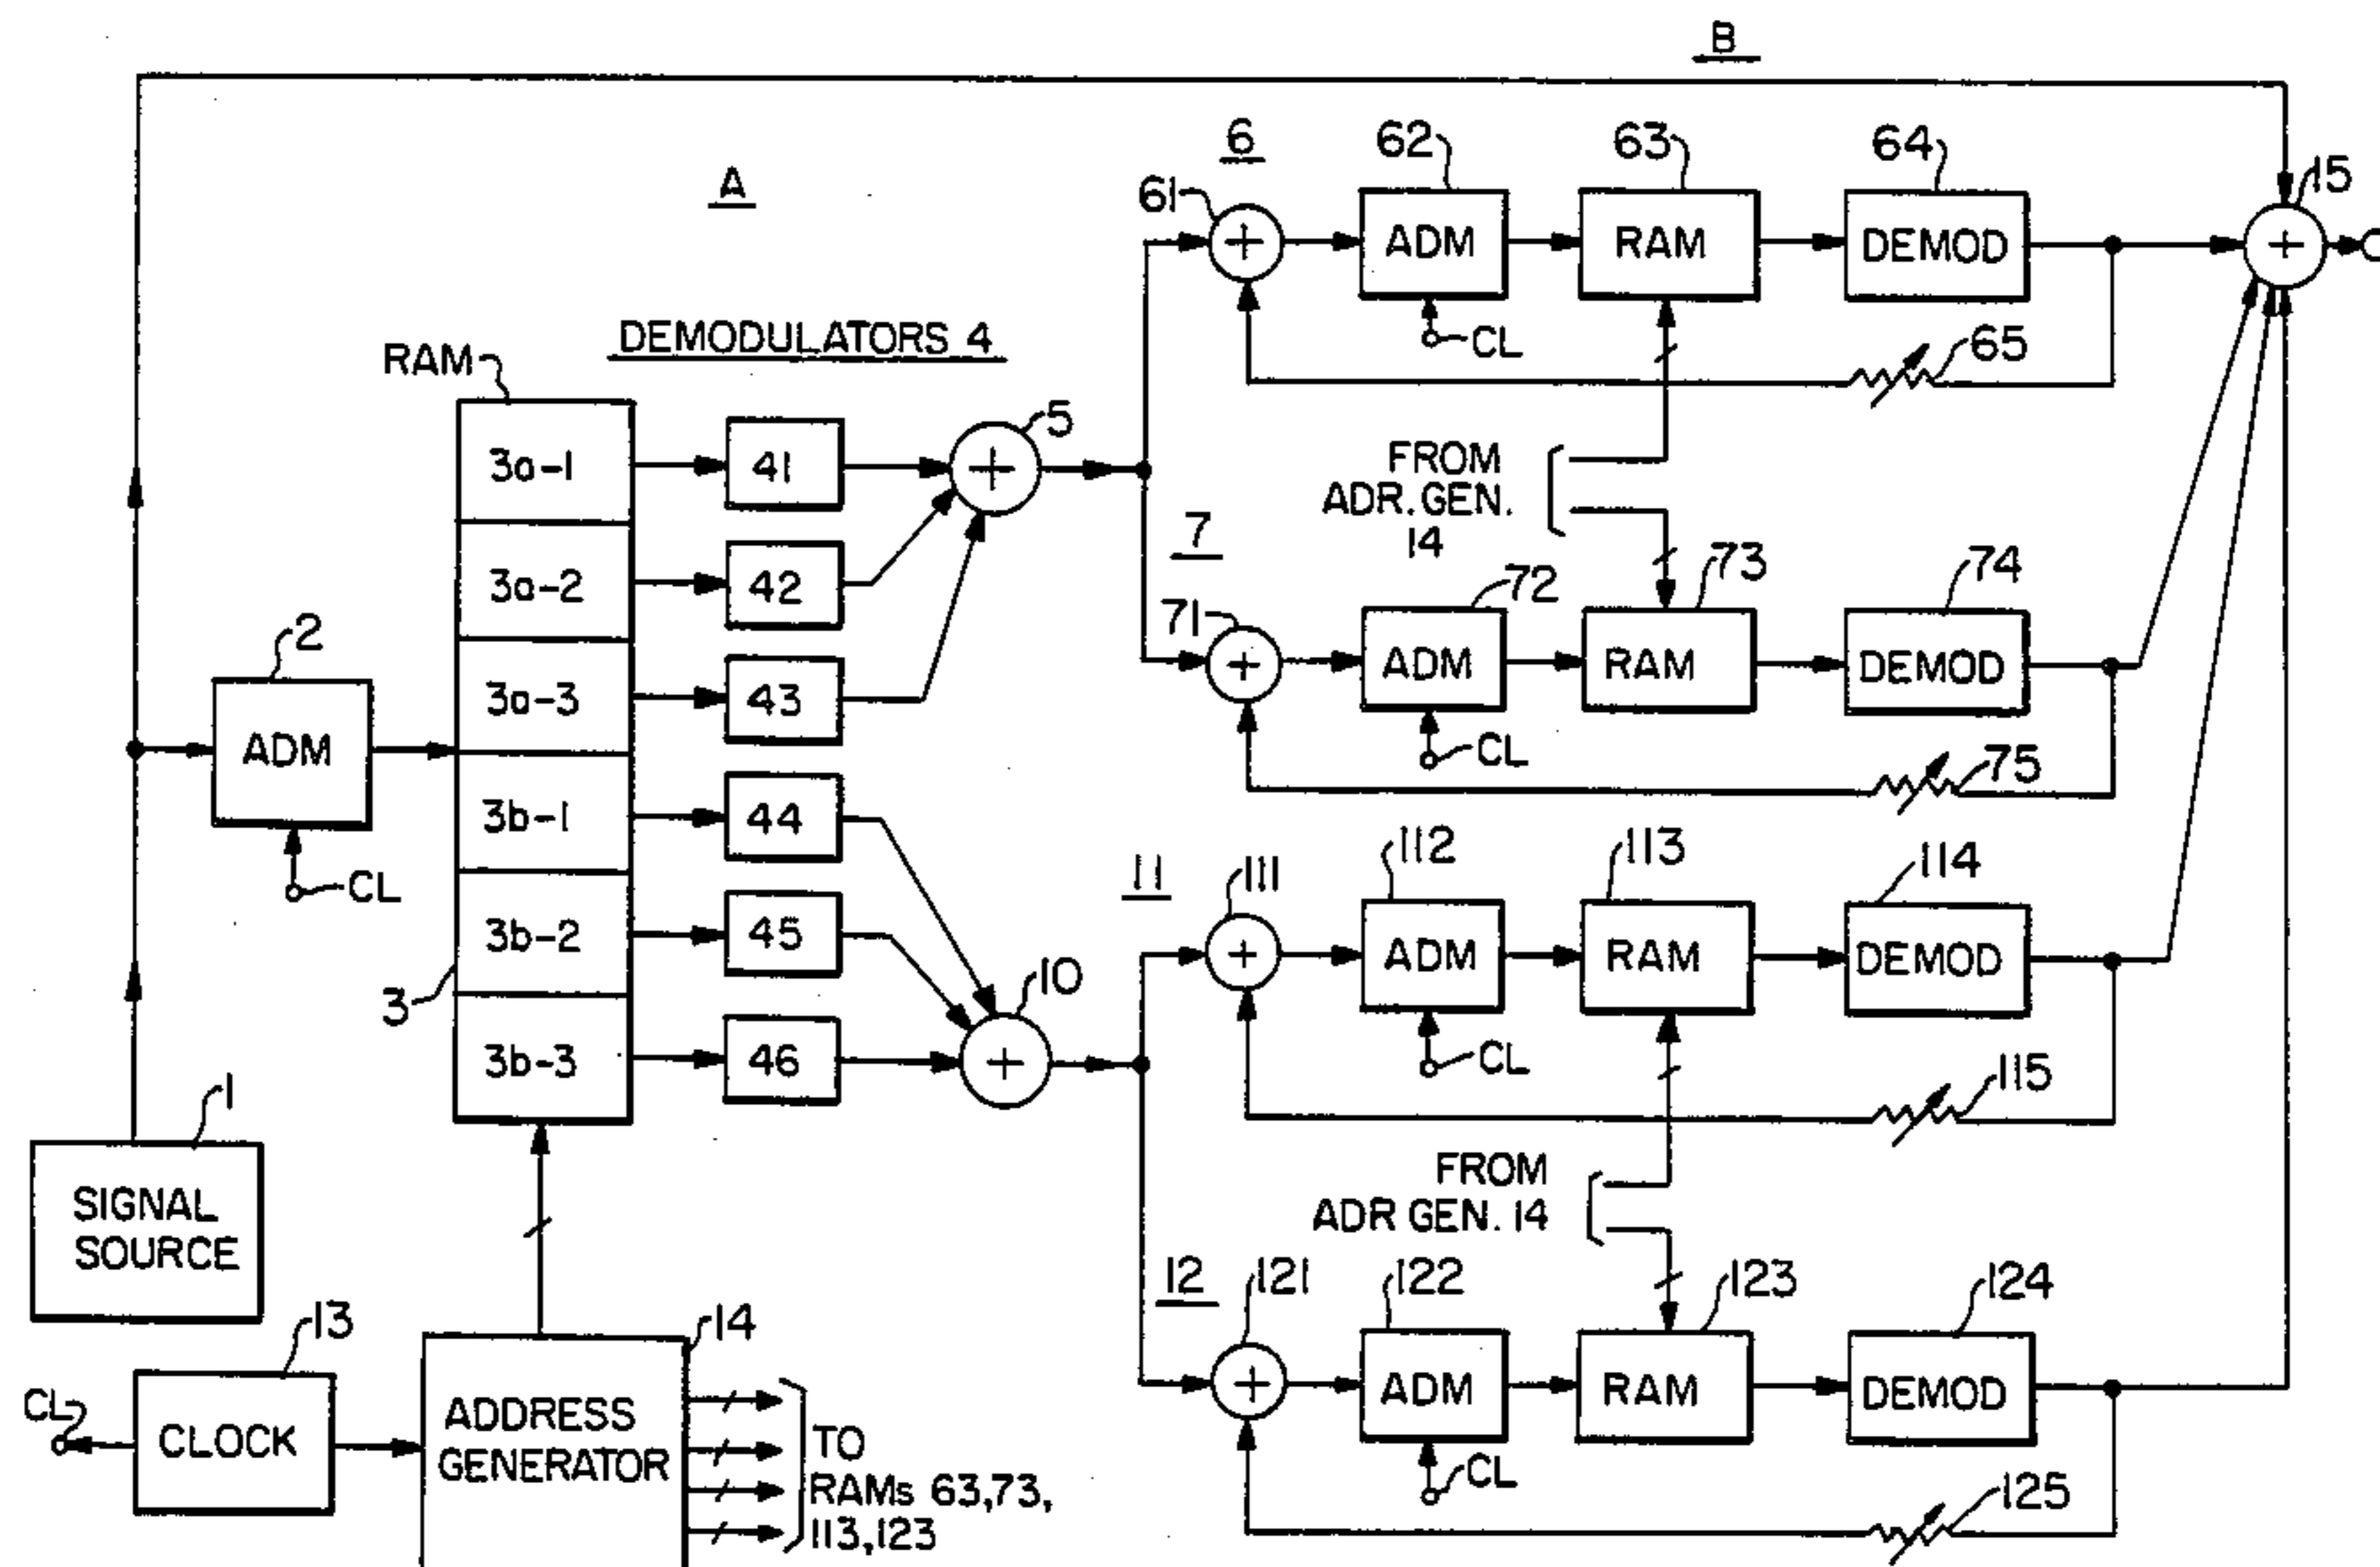 B
A
6
62
63
64
15
61
+
ADM
RAM
DEMOD
+
CL
65
DEMODULATORS 4
RAM
5
3a-1
41
+
FROM
ADR. GEN.
14
3a-2
42
7
72
73
74
71
+
ADM
RAM
DEMOD
2
3a-3
43
ADM
CL
75
CL
3b-1
44
11
111
112
113
114
3b-2
45
+
ADM
RAM
DEMOD
3
10
3b-3
46
+
CL
115
1
SIGNAL
SOURCE
FROM
ADR GEN. 14
12
121
122
123
124
13
14
+
ADM
RAM
DEMOD
CL
CLOCK
ADDRESS
GENERATOR
TO
RAMs 63,73,
113,123
CL
125